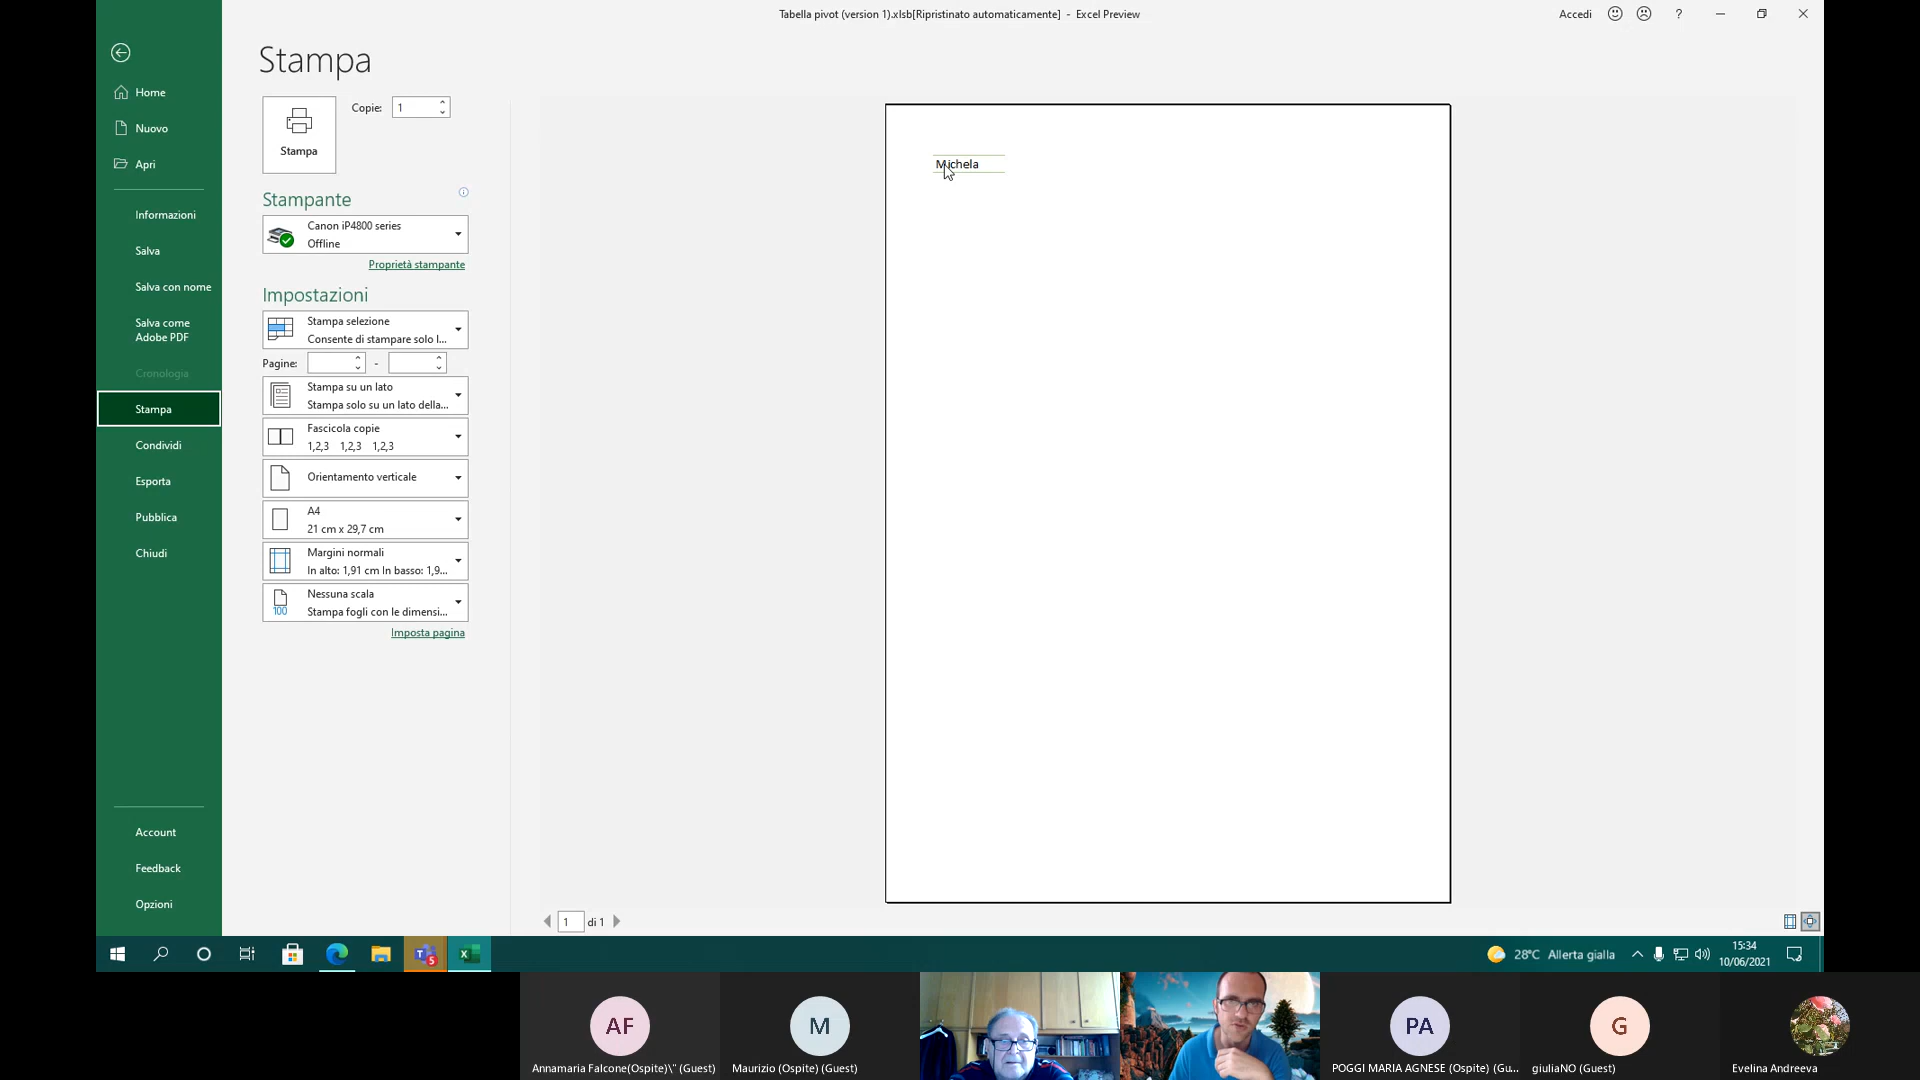 Tabella pivot (version 1).xlsb[Ripristinato automaticamente] - Excel Preview
Accedi
?
Stampa
Home
Nuovo
Apri
Informazioni
Salva
Salva con nome
Salva come
Adobe PDF
Cronologia
Stampa
Condividi
Esporta
Pubblica
Chiudi
Account
Feedback
Opzioni
Stampa
Copie: 1
Stampante
Canon iP4800 series
Offline
Proprietà stampante
Impostazioni
Stampa selezione
Consente di stampare solo l...
Pagine: -
Stampa su un lato
Stampa solo su un lato della...
Fascicola copie
1,2,3 1,2,3 1,2,3
Orientamento verticale
A4
21 cm x 29,7 cm
Margini normali
In alto: 1,91 cm In basso: 1,9...
100
Nessuna scala
Stampa fogli con le dimensi...
Imposta pagina
Michela
1 di 1
5
28°C Allerta gialla
15:34
10/06/2021
AF
Annamaria Falcone(Ospite)\" (Guest)
M
Maurizio (Ospite) (Guest)
PA
POGGI MARIA AGNESE (Ospite) (Gu...
G
giuliaNO (Guest)
Evelina Andreeva